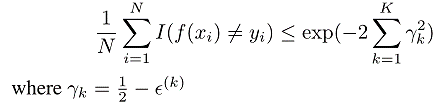 \frac{1}{N} \sum_{i=1}^{N} I(f(x_i) \neq y_i) \leq \exp(-2 \sum_{k=1}^{K} \gamma_k^2)
where \gamma_k = \frac{1}{2} - \epsilon^{(k)}